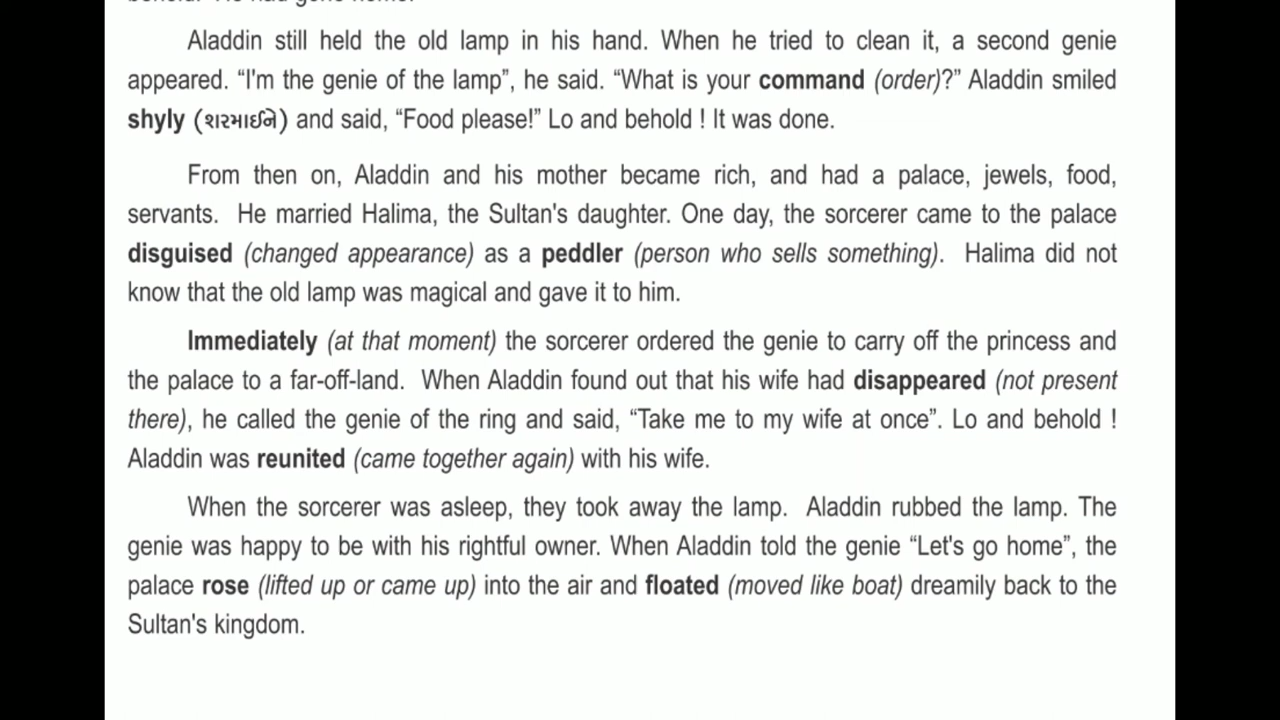 behold! He had gone home.
Aladdin still held the old lamp in his hand. When he tried to clean it, a second genie
appeared. “I'm the genie of the lamp”, he said. “What is your command (order)?” Aladdin smiled
shyly (શરમાઈને) and said, “Food please!” Lo and behold ! It was done.
From then on, Aladdin and his mother became rich, and had a palace, jewels, food,
servants. He married Halima, the Sultan's daughter. One day, the sorcerer came to the palace
disguised (changed appearance) as a peddler (person who sells something). Halima did not
know that the old lamp was magical and gave it to him.
Immediately (at that moment) the sorcerer ordered the genie to carry off the princess and
the palace to a far-off-land. When Aladdin found out that his wife had disappeared (not present
there), he called the genie of the ring and said, “Take me to my wife at once”. Lo and behold !
Aladdin was reunited (came together again) with his wife.
When the sorcerer was asleep, they took away the lamp. Aladdin rubbed the lamp. The
genie was happy to be with his rightful owner. When Aladdin told the genie “Let's go home”, the
palace rose (lifted up or came up) into the air and floated (moved like boat) dreamily back to the
Sultan's kingdom.